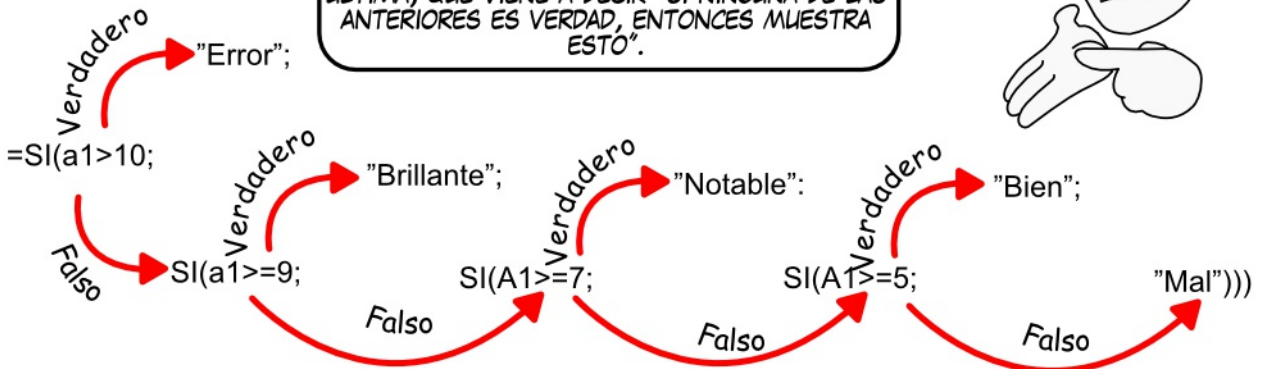 ANTERIORES ES VERDAD, ENTONCES MUESTRA
ESTO".
Verdadero
"Error";
=SI(a1>10;
Falso
Verdadero
"Brillante";
SI(a1>=9;
Falso
Verdadero
"Notable":
SI(A1>=7;
Falso
Verdadero
"Bien";
SI(A1>=5;
Falso
"Mal")))